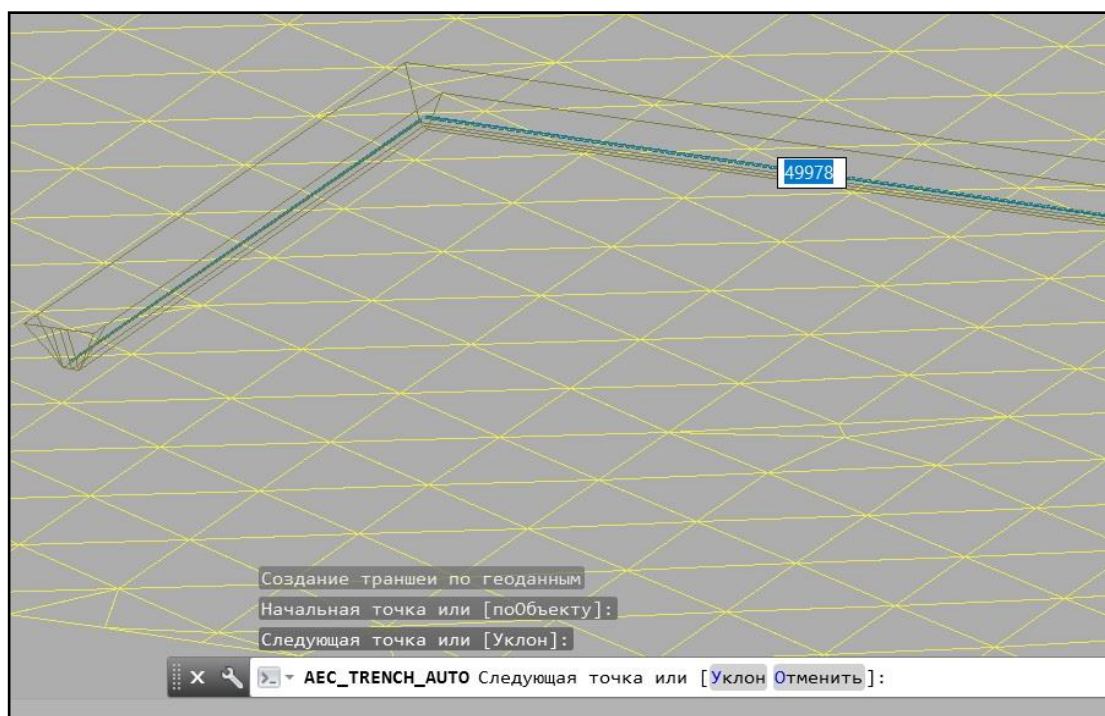 49978
Создание траншеи по геоданным
Начальная точка или [поОбъекту]:
Следующая точка или [Уклон]:
AEC_TRENCH_AUTO Следующая точка или [Уклон Отменить]: